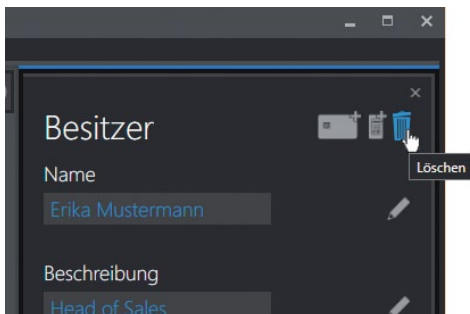 Besitzer
Löschen
Name
Erika Mustermann
Beschreibung
Head of Sales